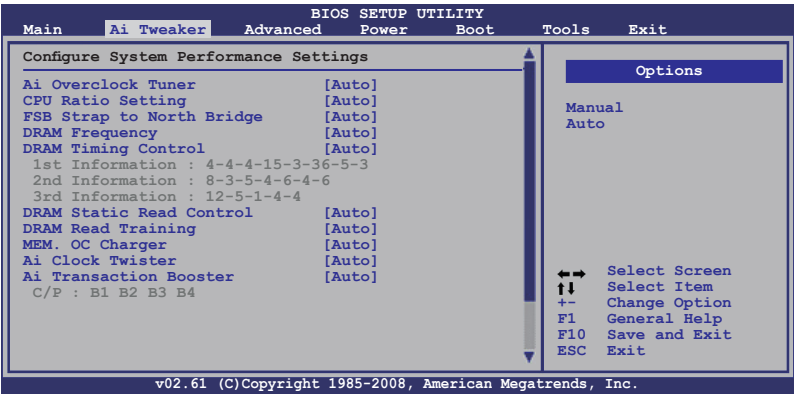 BIOS SETUP UTILITY
Main Ai Tweaker Advanced Power Boot Tools Exit
Configure System Performance Settings
Ai Overclock Tuner [Auto]
CPU Ratio Setting [Auto]
FSB Strap to North Bridge [Auto]
DRAM Frequency [Auto]
DRAM Timing Control [Auto]
1st Information : 4-4-4-15-3-36-5-3
2nd Information : 8-3-5-4-6-4-6
3rd Information : 12-5-1-4-4
DRAM Static Read Control [Auto]
DRAM Read Training [Auto]
MEM. OC Charger [Auto]
Ai Clock Twister [Auto]
Ai Transaction Booster [Auto]
C/P : B1 B2 B3 B4
Options
Manual
Auto
←→ Select Screen
↑↓ Select Item
+- Change Option
F1 General Help
F10 Save and Exit
ESC Exit
v02.61 (C)Copyright 1985-2008, American Megatrends, Inc.